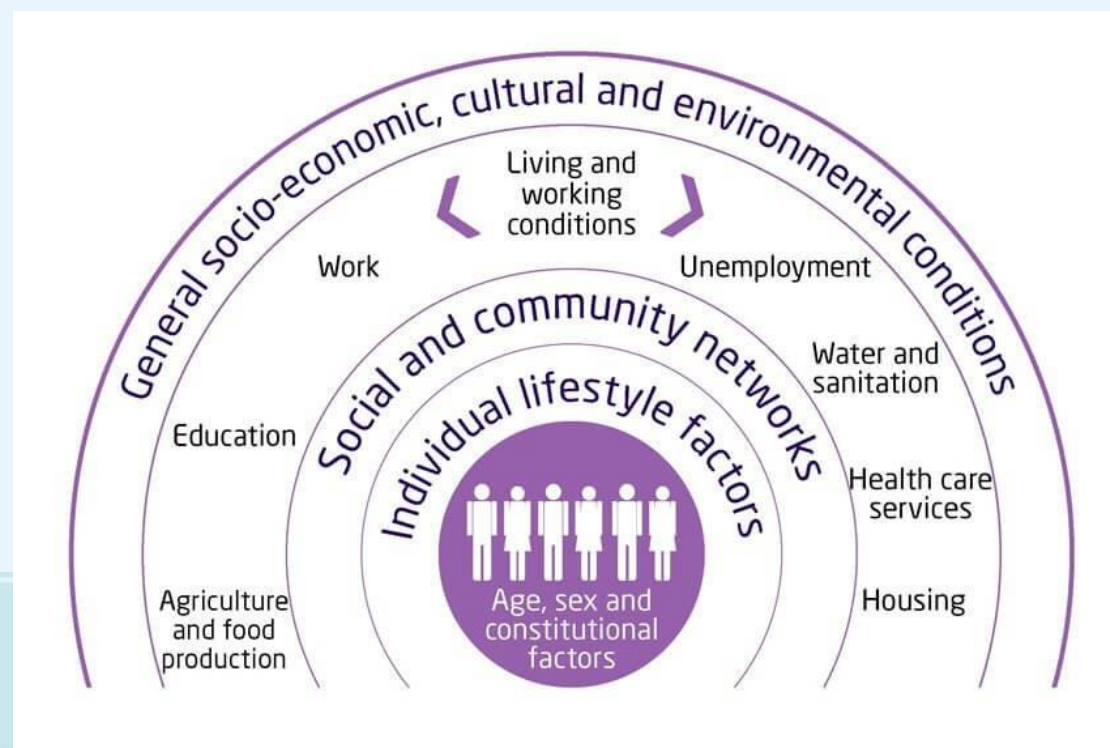 General socio-economic, cultural and environmental conditions
Living and
working
conditions
Work
Unemployment
Social and community networks
Water and
sanitation
Individual lifestyle factors
Education
Health care
services
Agriculture
and food
production
Age, sex and
constitutional
factors
Housing